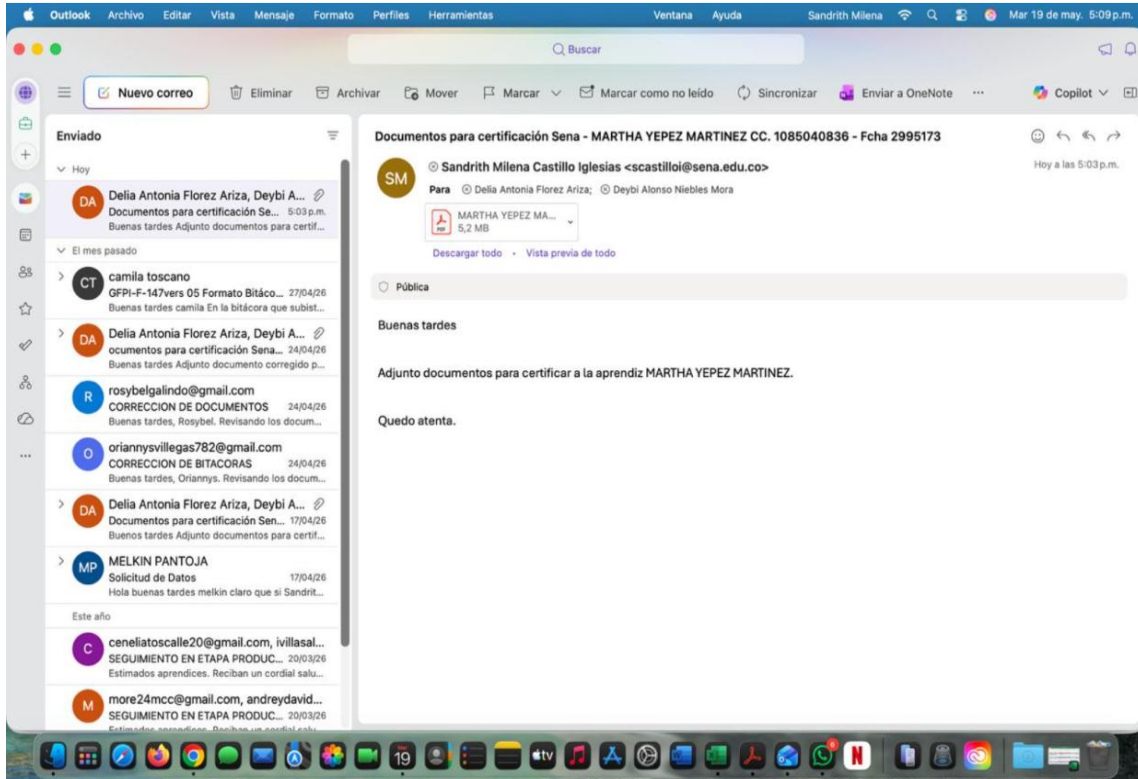 Outlook Archivo Editar Vista Mensaje Formato Perfiles Herramientas Ventana Ayuda Sandrith Milena Mar 19 de may. 5:09 p.m.
Buscar
Nuevo correo Eliminar Archivar Mover Marcar Marcar como no leído Sincronizar Enviar a OneNote ... Copilot
Enviado
Hoy
DA
Delia Antonia Florez Ariza, Deybi A...
Documentos para certificación Se... 5:03 p.m.
Buenas tardes Adjunto documentos para certif...
El mes pasado
CT
camila toscano
GFPI-F-147vers 05 Formato Bitáco... 27/04/26
Buenas tardes camila En la bitácora que subist...
DA
Delia Antonia Florez Ariza, Deybi A...
ocumentos para certificación Sena... 24/04/26
Buenas tardes Adjunto documento corregido p...
R
rosybelgalindo@gmail.com
CORRECCION DE DOCUMENTOS 24/04/26
Buenas tardes, Rosybel. Revisando los docum...
O
oriannysvillegas782@gmail.com
CORRECCION DE BITACORAS 24/04/26
Buenas tardes, Oriannys. Revisando los docum...
DA
Delia Antonia Florez Ariza, Deybi A...
Documentos para certificación Sen... 17/04/26
Buenos tardes Adjunto documentos para certif...
MP
MELKIN PANTOJA
Solicitud de Datos 17/04/26
Hola buenas tardes melkin claro que si Sandrit...
Este año
C
ceneliatoscalle20@gmail.com, ivillasal...
SEGUIMIENTO EN ETAPA PRODUC... 20/03/26
Estimados aprendices. Reciban un cordial salu...
M
more24mcc@gmail.com, andreydavid...
SEGUIMIENTO EN ETAPA PRODUC... 20/03/26
Estimados aprendices. Reciban un cordial salu...
Documentos para certificación Sena - MARTHA YEPEZ MARTINEZ CC. 1085040836 - Fcha 2995173
SM
Sandrith Milena Castillo Iglesias <scastilloi@sena.edu.co>
Hoy a las 5:03 p.m.
Para Delia Antonia Florez Ariza; Deybi Alonso Niebles Mora
PDF
MARTHA YEPEZ MA...
5,2 MB
Descargar todo · Vista previa de todo
Pública
Buenas tardes
Adjunto documentos para certificar a la aprendiz MARTHA YEPEZ MARTINEZ.
Quedo atenta.
19
tv
N